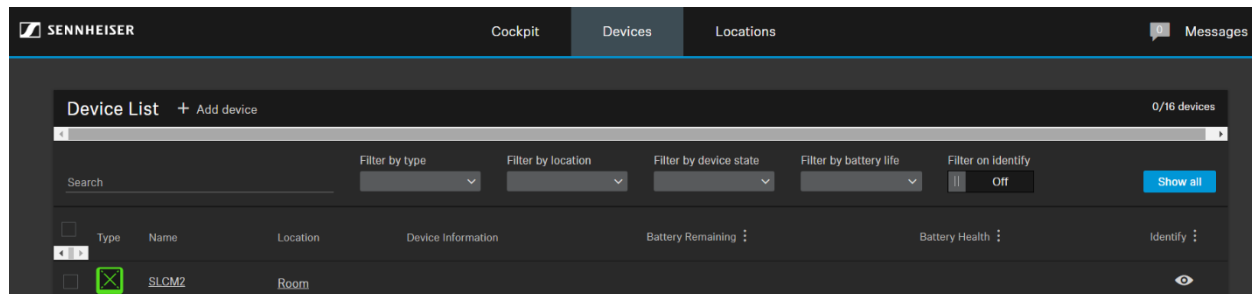 SENNHEISER Cockpit Devices Locations 0 Messages
Device List + Add device 0/16 devices
Filter by type Filter by location Filter by device state Filter by battery life Filter on identify
Search Off Show all
Type Name Location Device Information Battery Remaining Battery Health Identify
SLCM2 Room